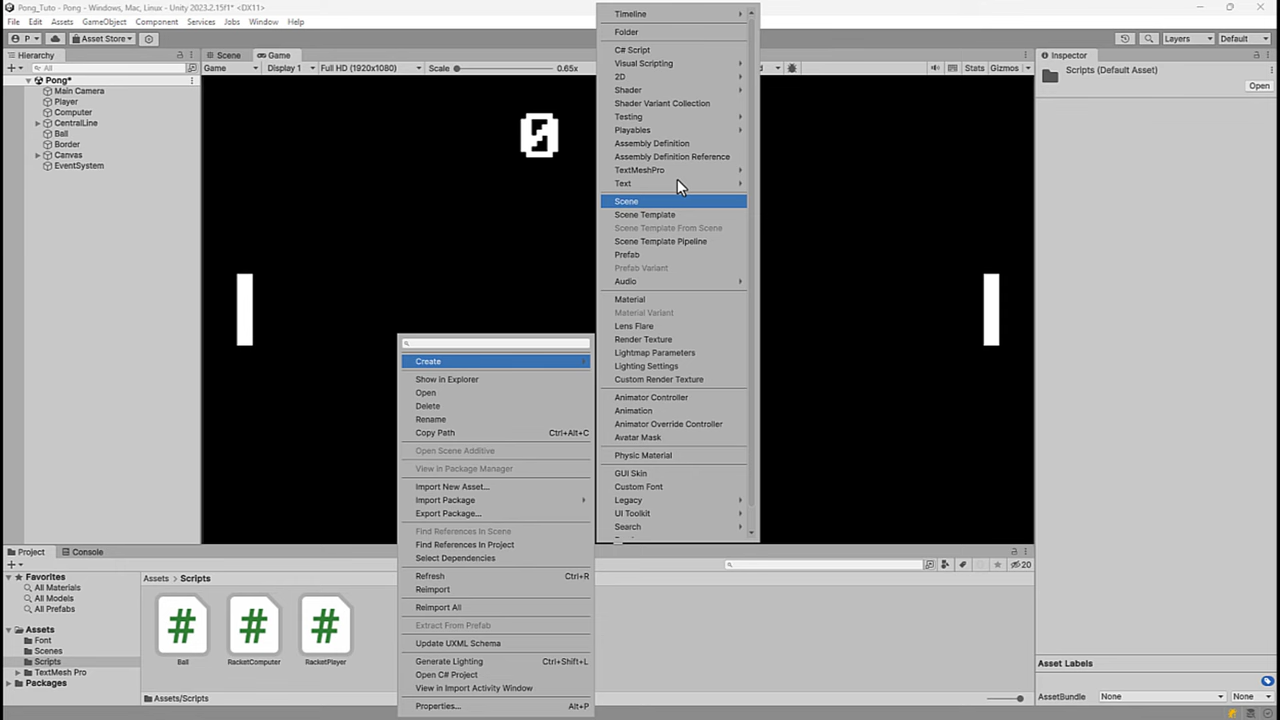 Pong_Tuto - Pong - Windows, Mac, Linux - Unity 2023.2.15f1* <DX11>
File Edit Assets GameObject Component Services Jobs Window Help
P Asset Store Layers Default
Hierarchy
All
Pong*
Main Camera
Player
Computer
CentralLine
Ball
Border
Canvas
EventSystem
Scene Game
Game Display 1 Full HD (1920x1080) Scale 0.65x Stats Gizmos
0
Timeline
Folder
C# Script
Visual Scripting
2D
Shader
Shader Variant Collection
Testing
Playables
Assembly Definition
Assembly Definition Reference
TextMeshPro
Text
Scene
Scene Template
Scene Template From Scene
Scene Template Pipeline
Prefab
Prefab Variant
Audio
Material
Material Variant
Lens Flare
Render Texture
Lightmap Parameters
Lighting Settings
Custom Render Texture
Animator Controller
Animation
Animator Override Controller
Avatar Mask
Physic Material
GUI Skin
Custom Font
Legacy
UI Toolkit
Search
Create
Show in Explorer
Open
Delete
Rename
Copy Path Ctrl+Alt+C
Open Scene Additive
View in Package Manager
Import New Asset...
Import Package
Export Package...
Find References In Scene
Find References In Project
Select Dependencies
Refresh Ctrl+R
Reimport
Reimport All
Extract From Prefab
Update UXML Schema
Generate Lighting Ctrl+Shift+L
Open C# Project
View in Import Activity Window
Properties... Alt+P
Inspector
Scripts (Default Asset)
Open
Project Console
20
Favorites
All Materials
All Models
All Prefabs
Assets
Font
Scenes
Scripts
TextMesh Pro
Packages
Assets > Scripts
# # #
Ball RacketComputer RacketPlayer
Assets/Scripts
Asset Labels
AssetBundle None None